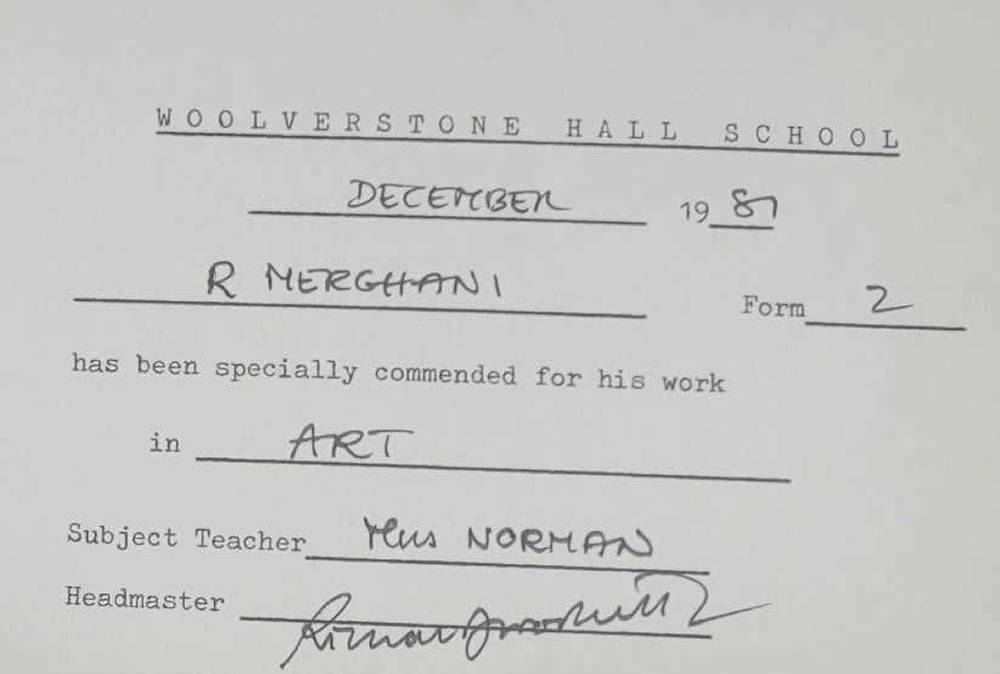 WOOLVERSTONE HALL SCHOOL
DECEMBER 1981
R MERGHANI Form 2
has been specially commended for his work
in ART
Subject Teacher Mrs NORMAN
Headmaster